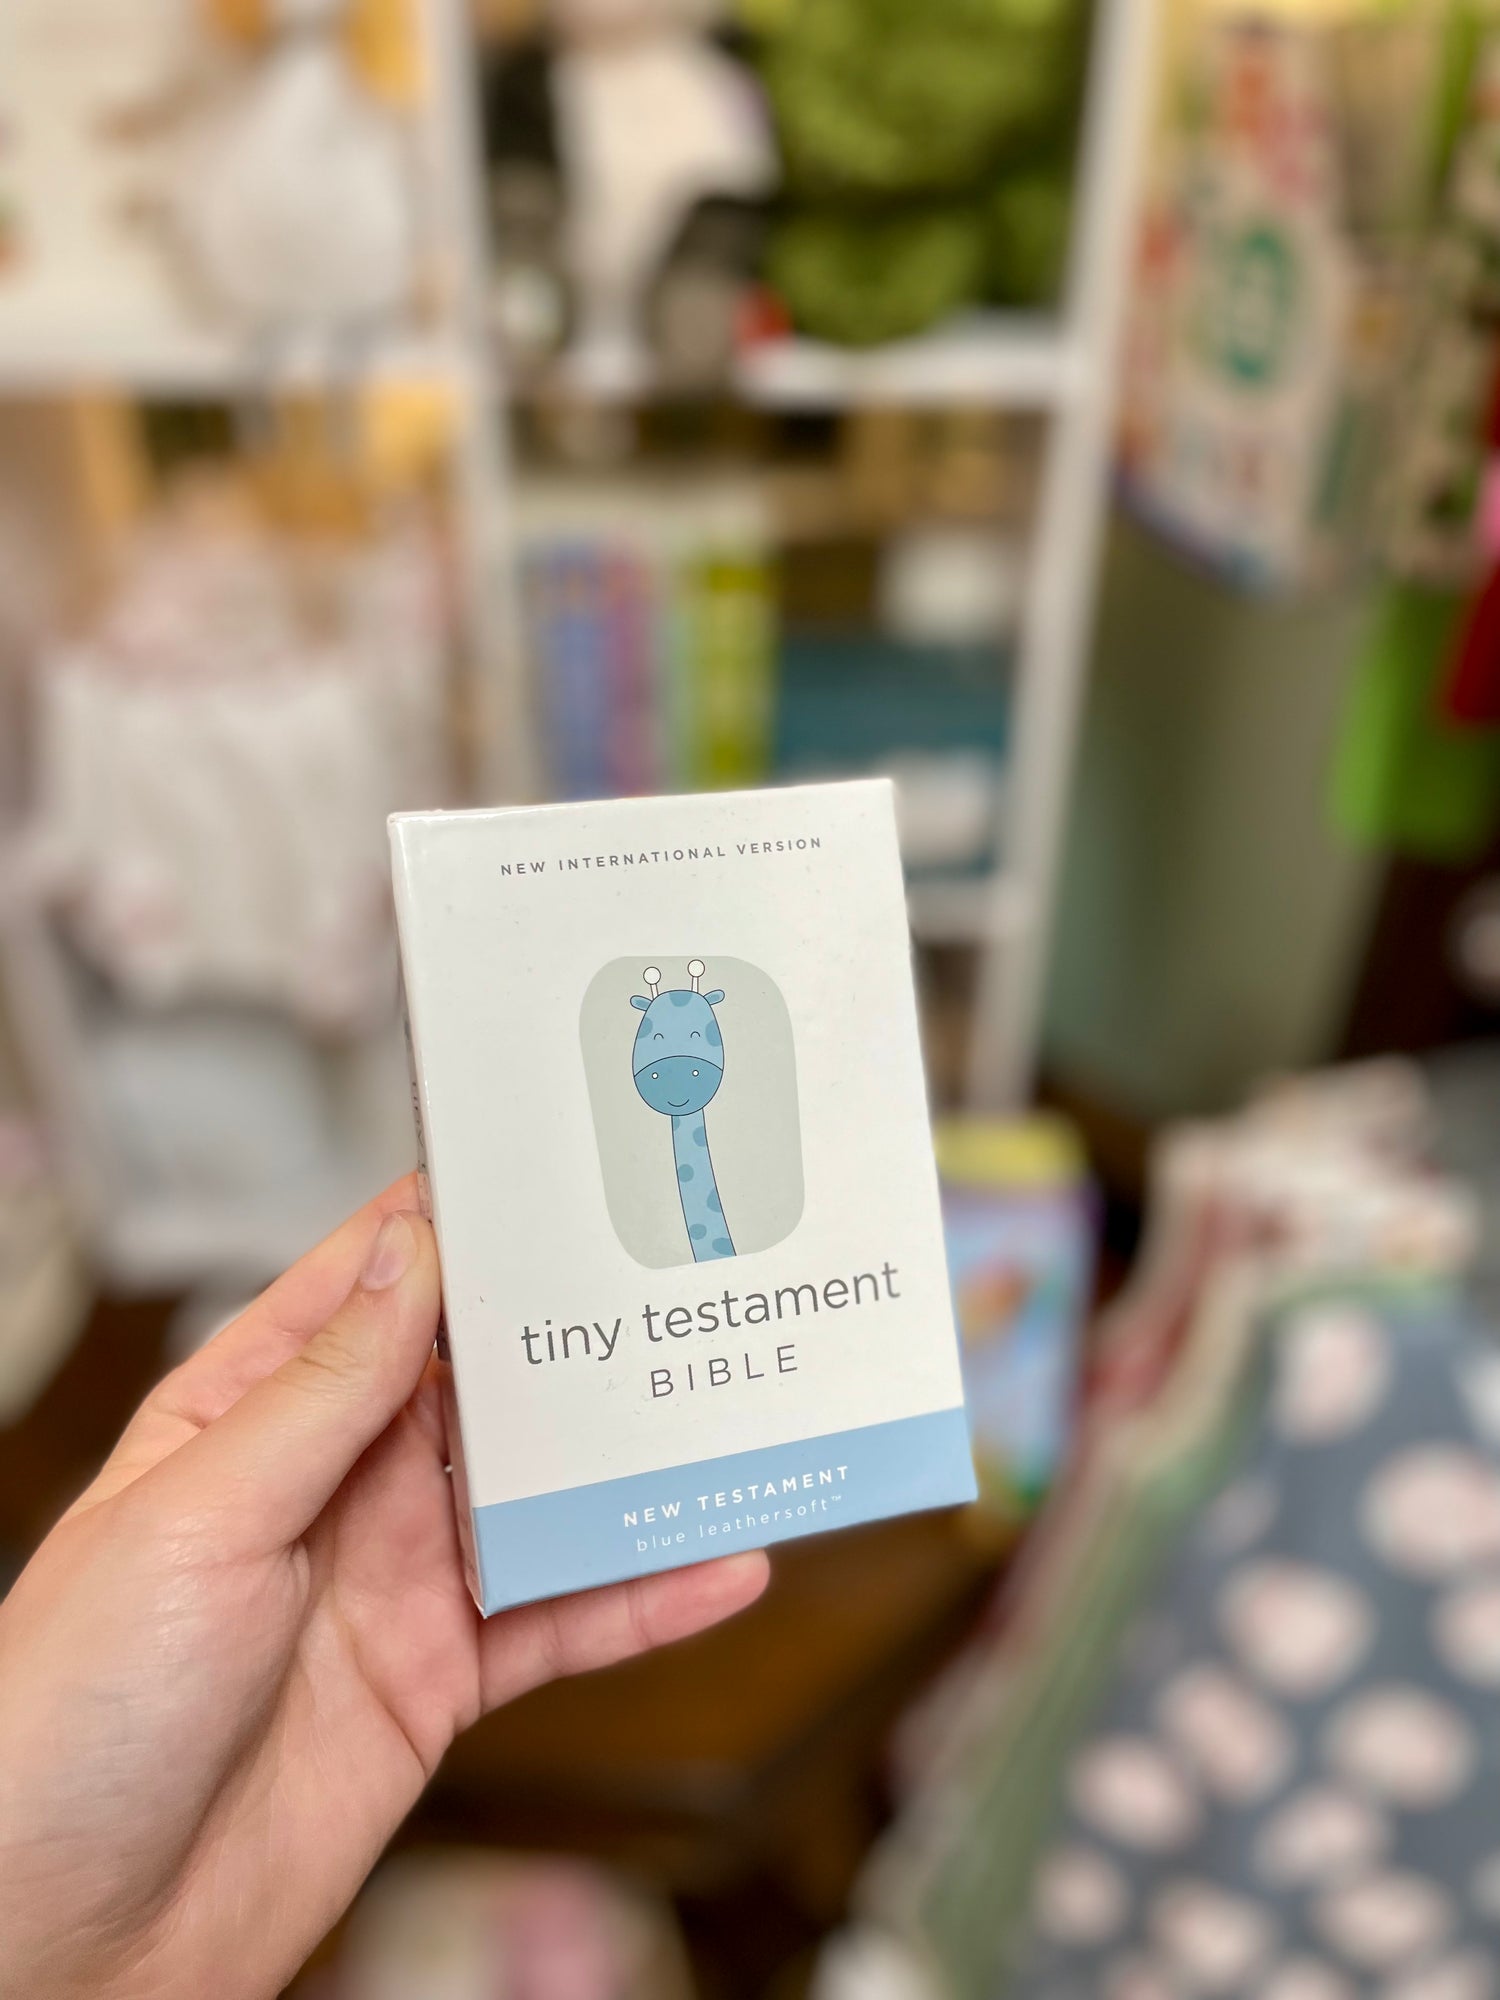 NEW INTERNATIONAL VERSION
tiny testament
BIBLE
NEW TESTAMENT
blue leathersoft™